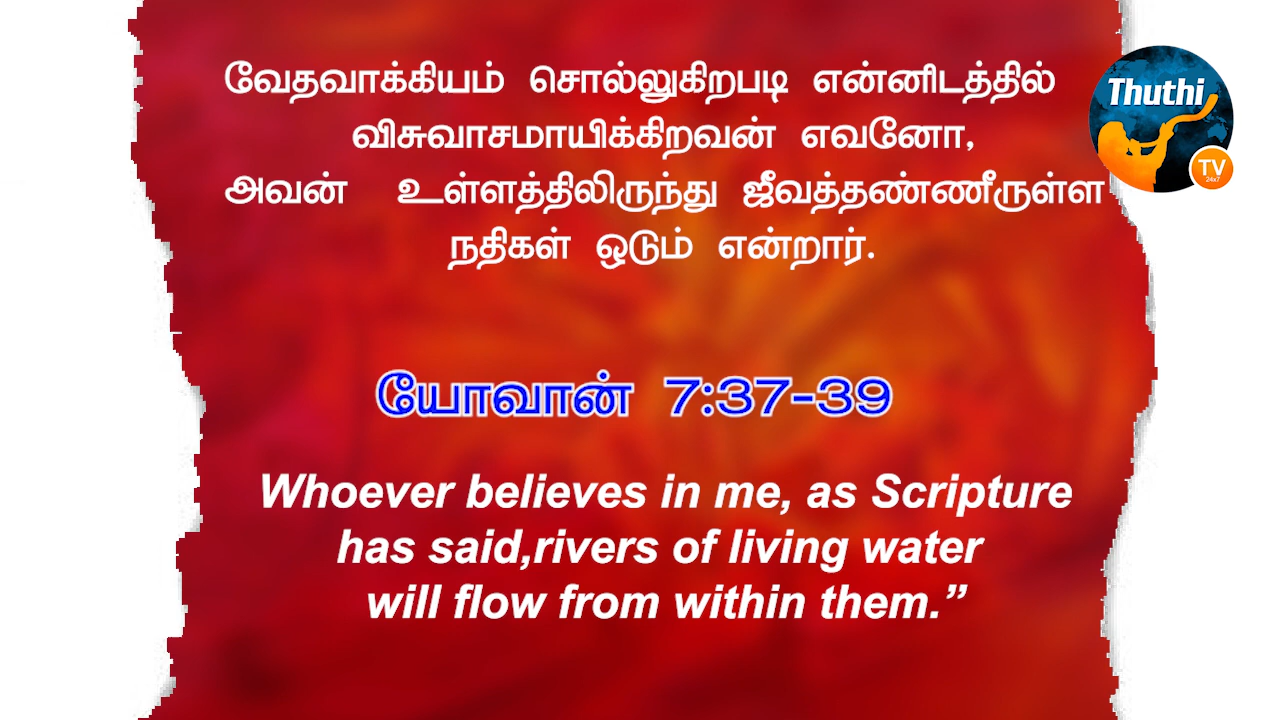 வேதவாக்கியம் சொல்லுகிறபடி என்னிடத்தில்
விசுவாசமாயிக்கிறவன் எவனோ,
அவன் உள்ளத்திலிருந்து ஜீவத்தண்ணீருள்ள
நதிகள் ஒடும் என்றார்.
யோவான் 7:37-39
Whoever believes in me, as Scripture
has said,rivers of living water
will flow from within them.”
Thuthi
TV
24x7